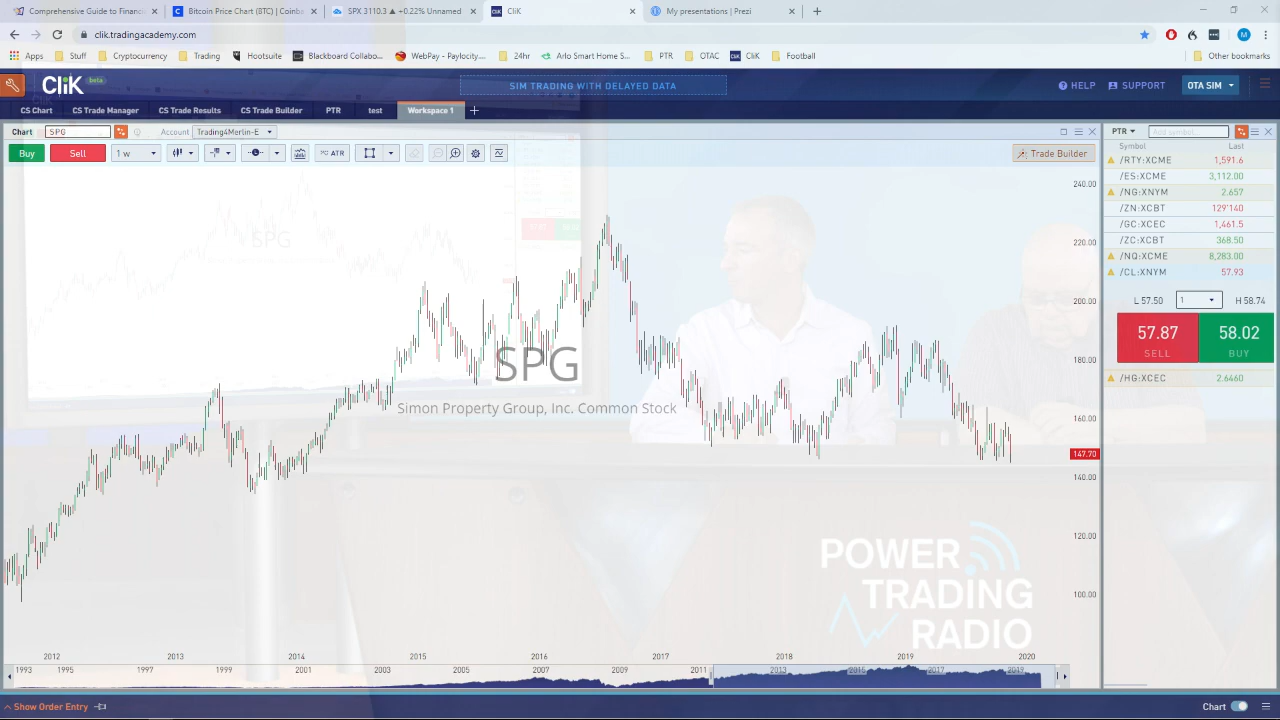 Comprehensive Guide to Financi
Bitcoin Price Chart (BTC) | Coinb
SPX 3110.3 ▲ +0.22% Unnamed
CliK
My presentations | Prezi
clik.tradingacademy.com
Apps Stuff Cryptocurrency Trading Hootsuite Blackboard Collabo... WebPay - Paylocity... 24hr Arlo Smart Home S... PTR OTAC CliK Football Other bookmarks
CliK beta
SIM TRADING WITH DELAYED DATA
HELP SUPPORT OTA SIM
CS Chart CS Trade Manager CS Trade Results CS Trade Builder PTR test Workspace 1
Chart SPG Account Trading4Merlin-E
PTR Add symbol...
Buy Sell 1 w ATR Trade Builder
Symbol Last
/RTY:XCME 1,591.6
/ES:XCME 3,112.00
/NG:XNYM 2.657
/ZN:XCBT 129'140
/GC:XCEC 1,461.5
/ZC:XCBT 368.50
/NQ:XCME 8,283.00
/CL:XNYM 57.93
L 57.50 1 H 58.74
57.87 58.02
SELL BUY
/HG:XCEC 2.6460
240.00
220.00
200.00
180.00
160.00
147.70
140.00
120.00
100.00
SPG
SPG
Simon Property Group, Inc. Common Stock
POWER
TRADING
RADIO
2012 2013 2014 2015 2016 2017 2018 2019 2020
1993 1995 1997 1999 2001 2003 2005 2007 2009 2011 2013 2015 2017 2019
Show Order Entry
Chart